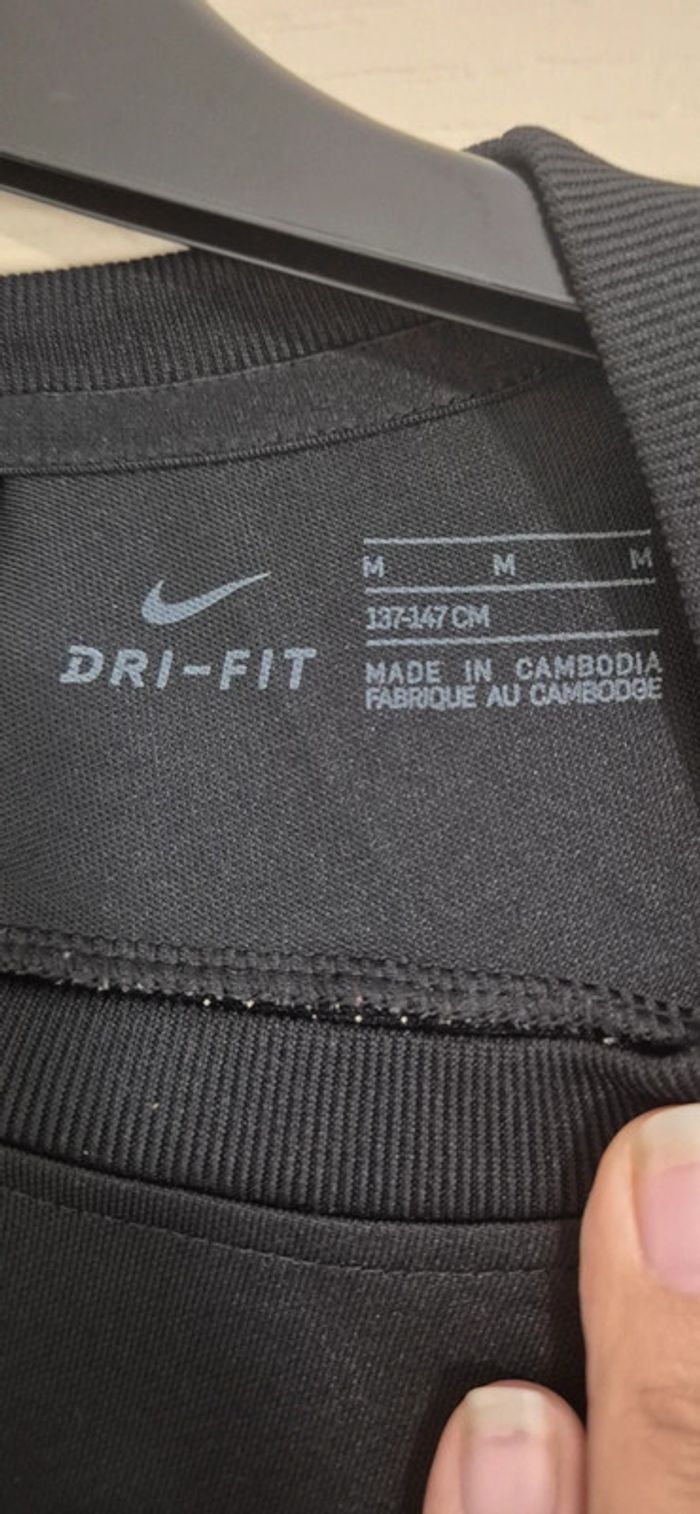 DRI-FIT
M M M
137-147 CM
MADE IN CAMBODIA
FABRIQUE AU CAMBODGE